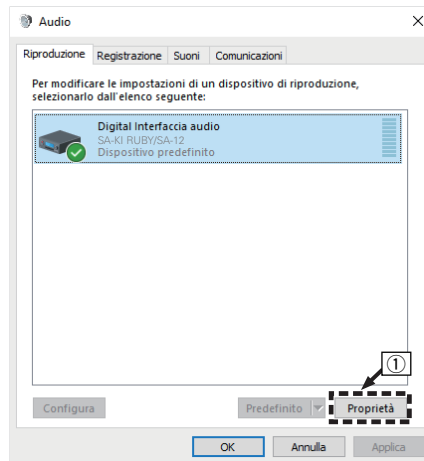 Audio
Riproduzione Registrazione Suoni Comunicazioni
Per modificare le impostazioni di un dispositivo di riproduzione,
selezionarlo dall'elenco seguente:
Digital Interfaccia audio
SA-KI RUBY/SA-12
Dispositivo predefinito
①
Configura Predefinito Proprietà
OK Annulla Applica